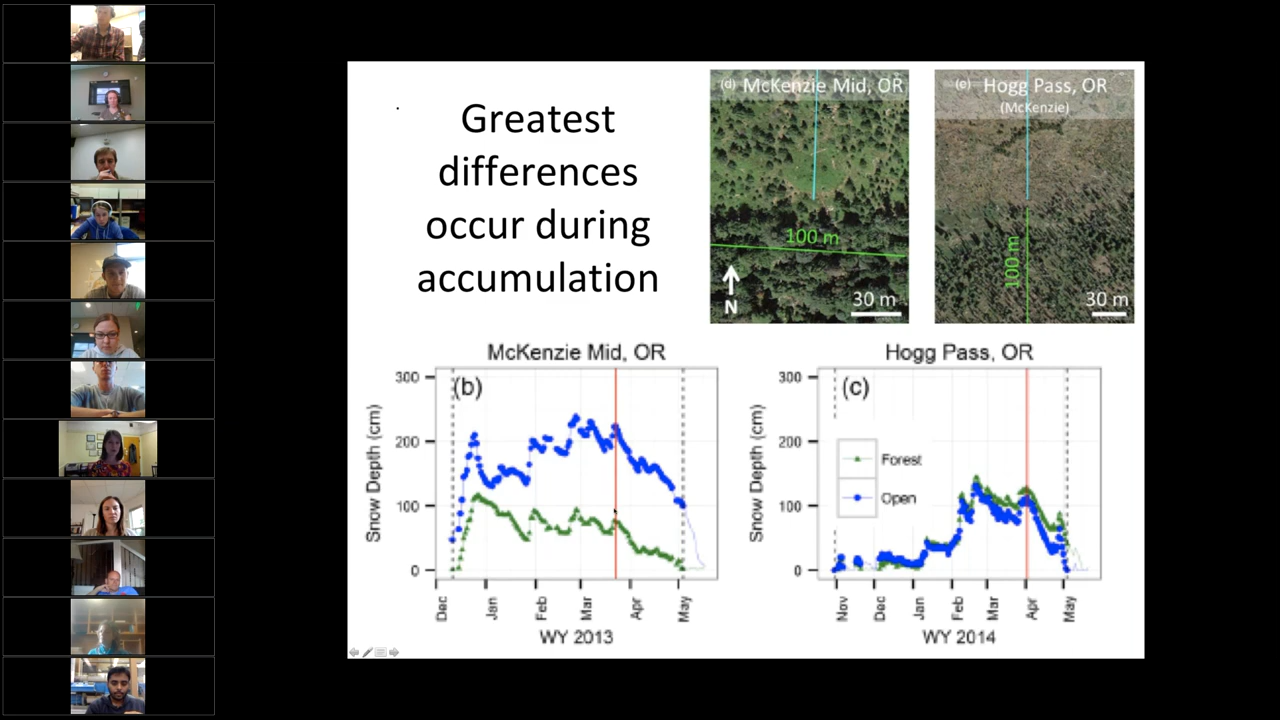 Greatest
differences
occur during
accumulation
(d) McKenzie Mid, OR
100 m
N
30 m
(e) Hogg Pass, OR
(McKenzie)
100 m
30 m
McKenzie Mid, OR
(b)
Snow Depth (cm)
300
200
100
0
Dec
Jan
Feb
Mar
Apr
May
WY 2013
Hogg Pass, OR
(c)
Snow Depth (cm)
300
200
100
0
Forest
Open
Nov
Dec
Jan
Feb
Mar
Apr
May
WY 2014